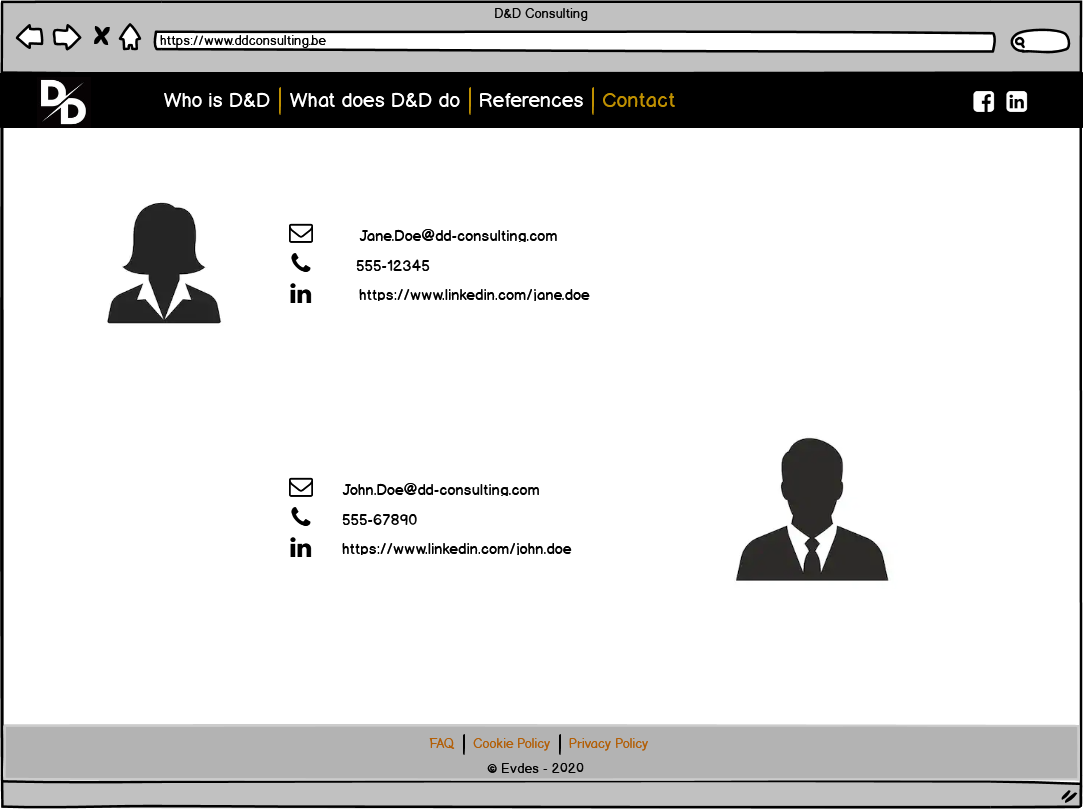 D&D Consulting
https://www.ddconsulting.be
D/D
Who is D&D | What does D&D do | References | Contact
Jane.Doe@dd-consulting.com
555-12345
https://www.linkedin.com/jane.doe
John.Doe@dd-consulting.com
555-67890
https://www.linkedin.com/john.doe
FAQ | Cookie Policy | Privacy Policy
© Evdes - 2020